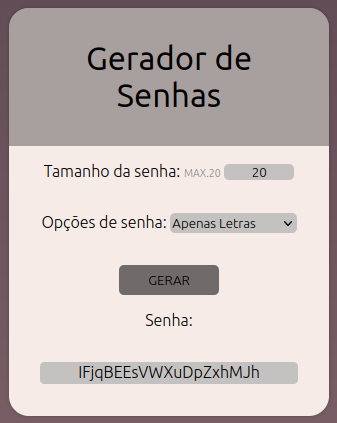 Gerador de
Senhas
Tamanho da senha: MAX.20 20
Opções de senha: Apenas Letras
GERAR
Senha:
IFjqBEEsVWXuDpZxhMJh